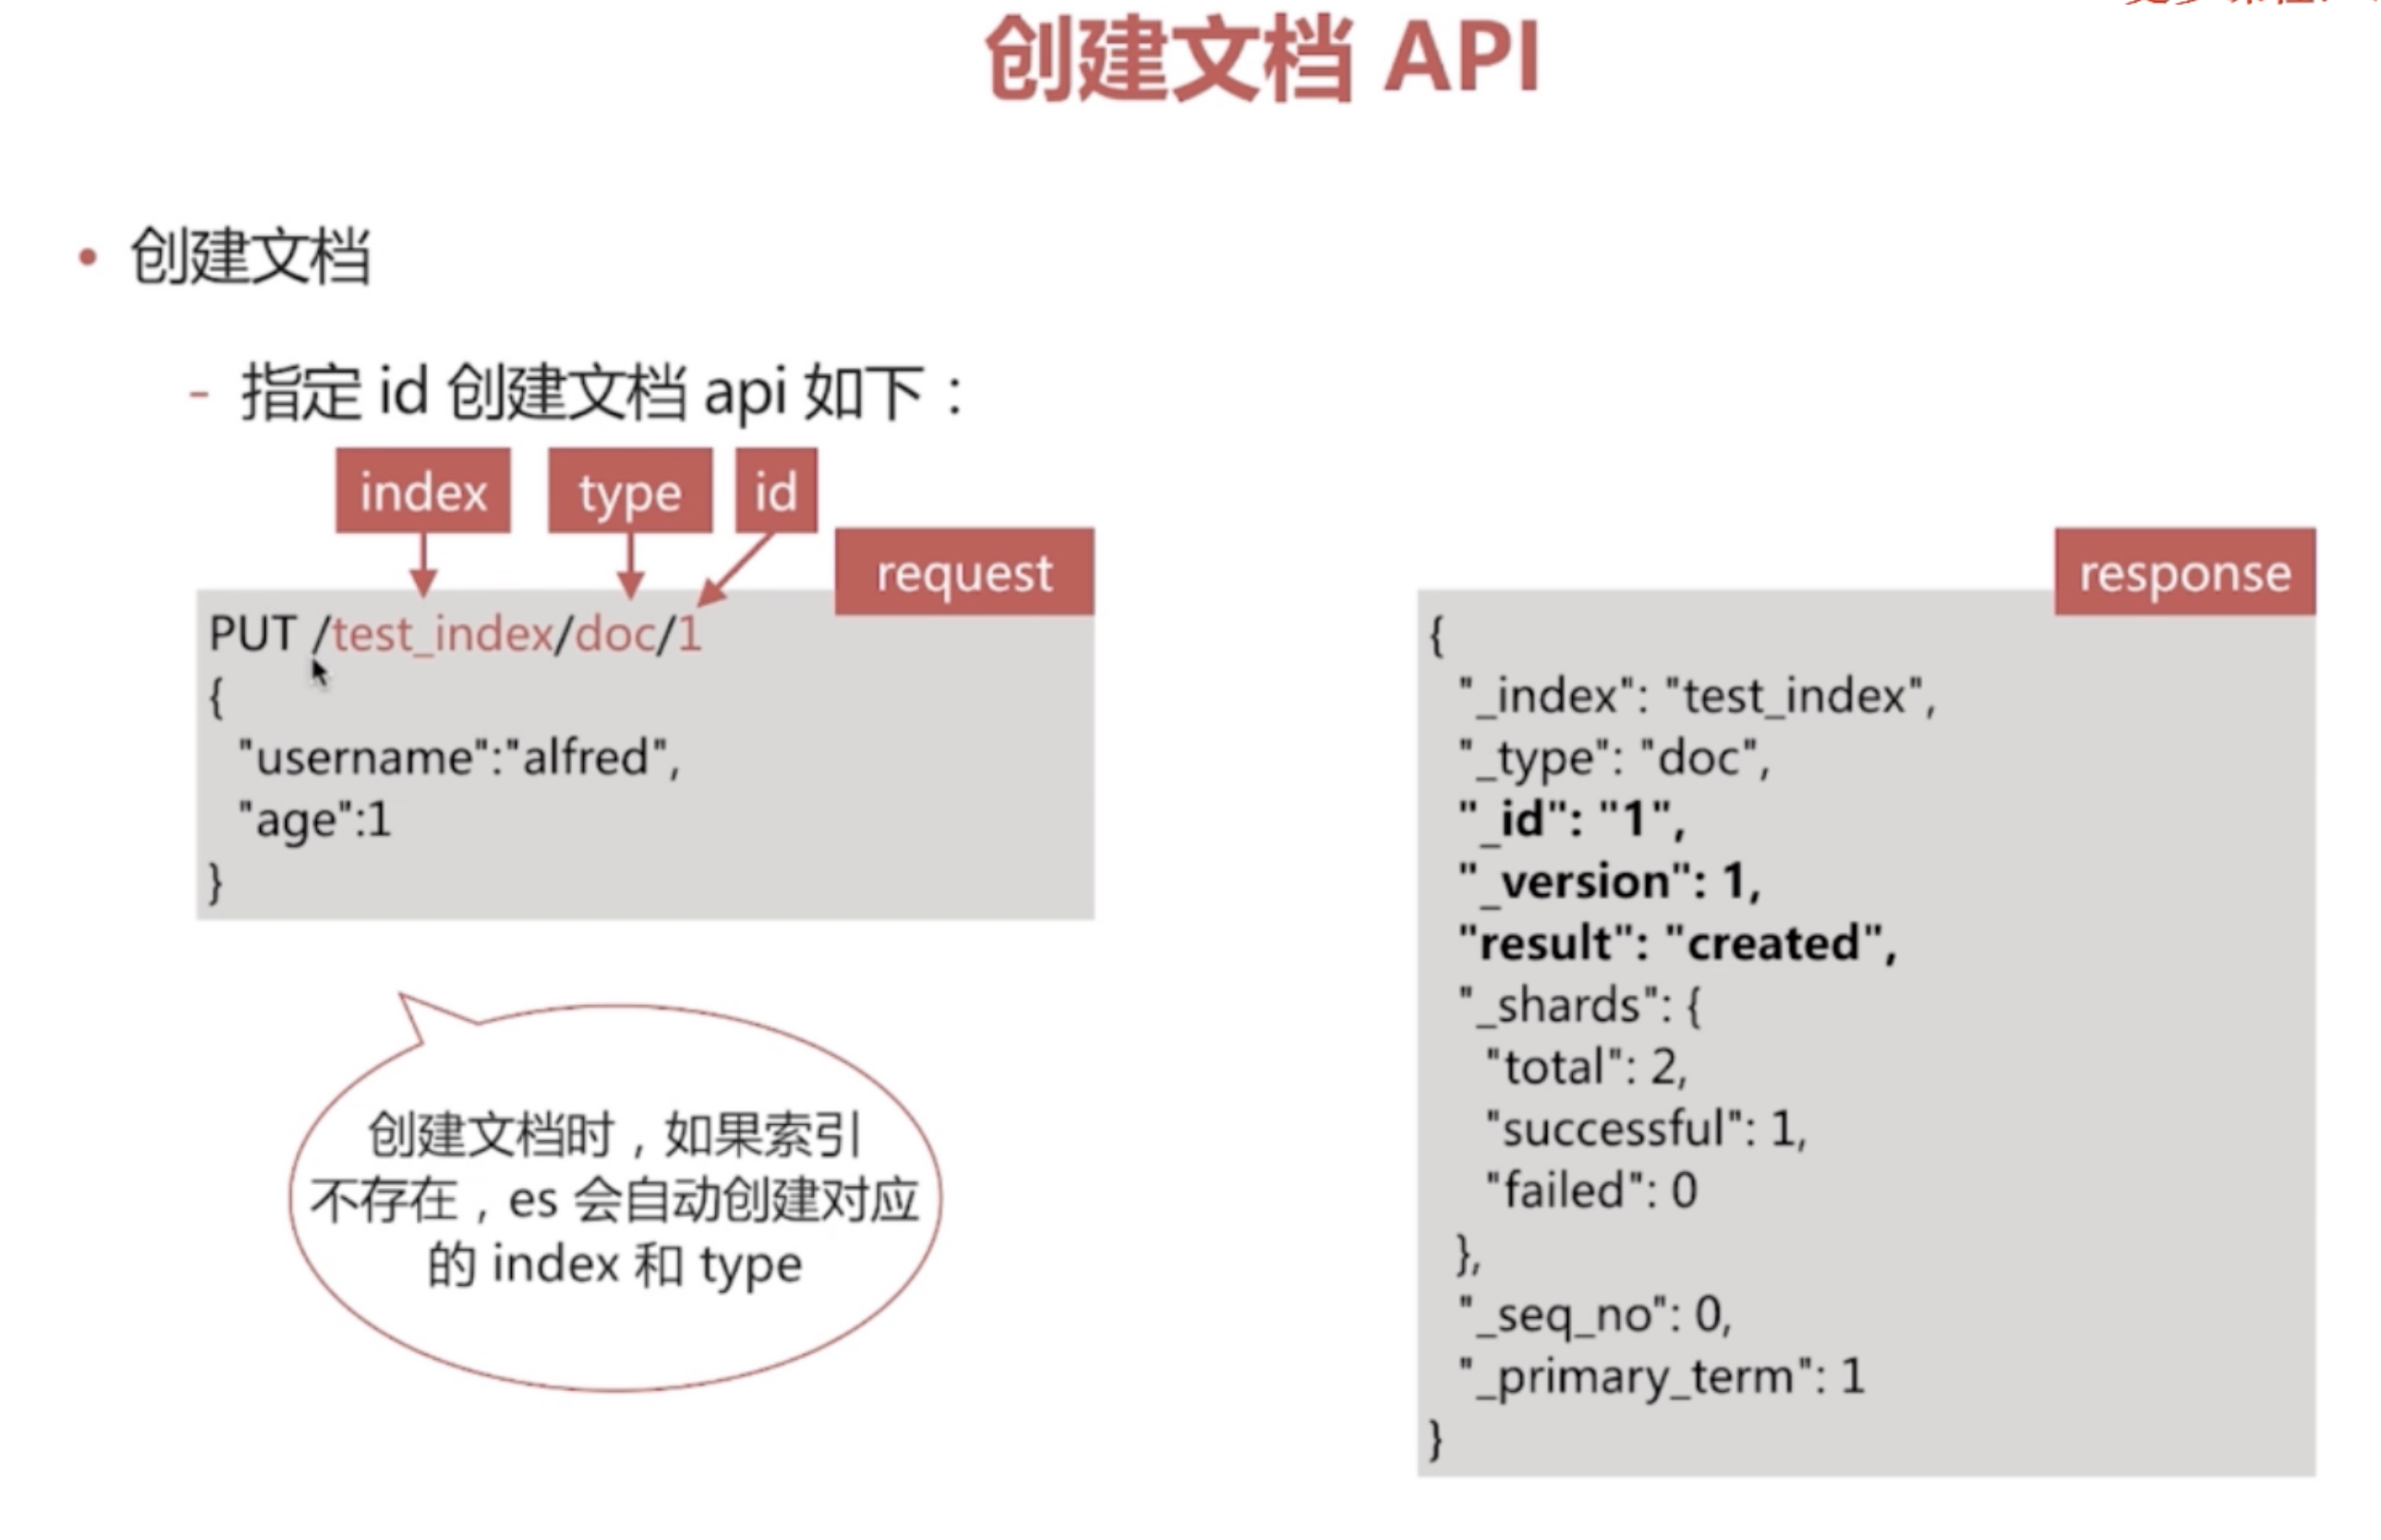 创建文档 API
• 创建文档
- 指定 id 创建文档 api 如下：
index
type
id
request
PUT /test_index/doc/1
{
"username":"alfred",
"age":1
}
创建文档时，如果索引
不存在，es 会自动创建对应
的 index 和 type
response
{
"_index": "test_index",
"_type": "doc",
"_id": "1",
"_version": 1,
"result": "created",
"_shards": {
"total": 2,
"successful": 1,
"failed": 0
},
"_seq_no": 0,
"_primary_term": 1
}